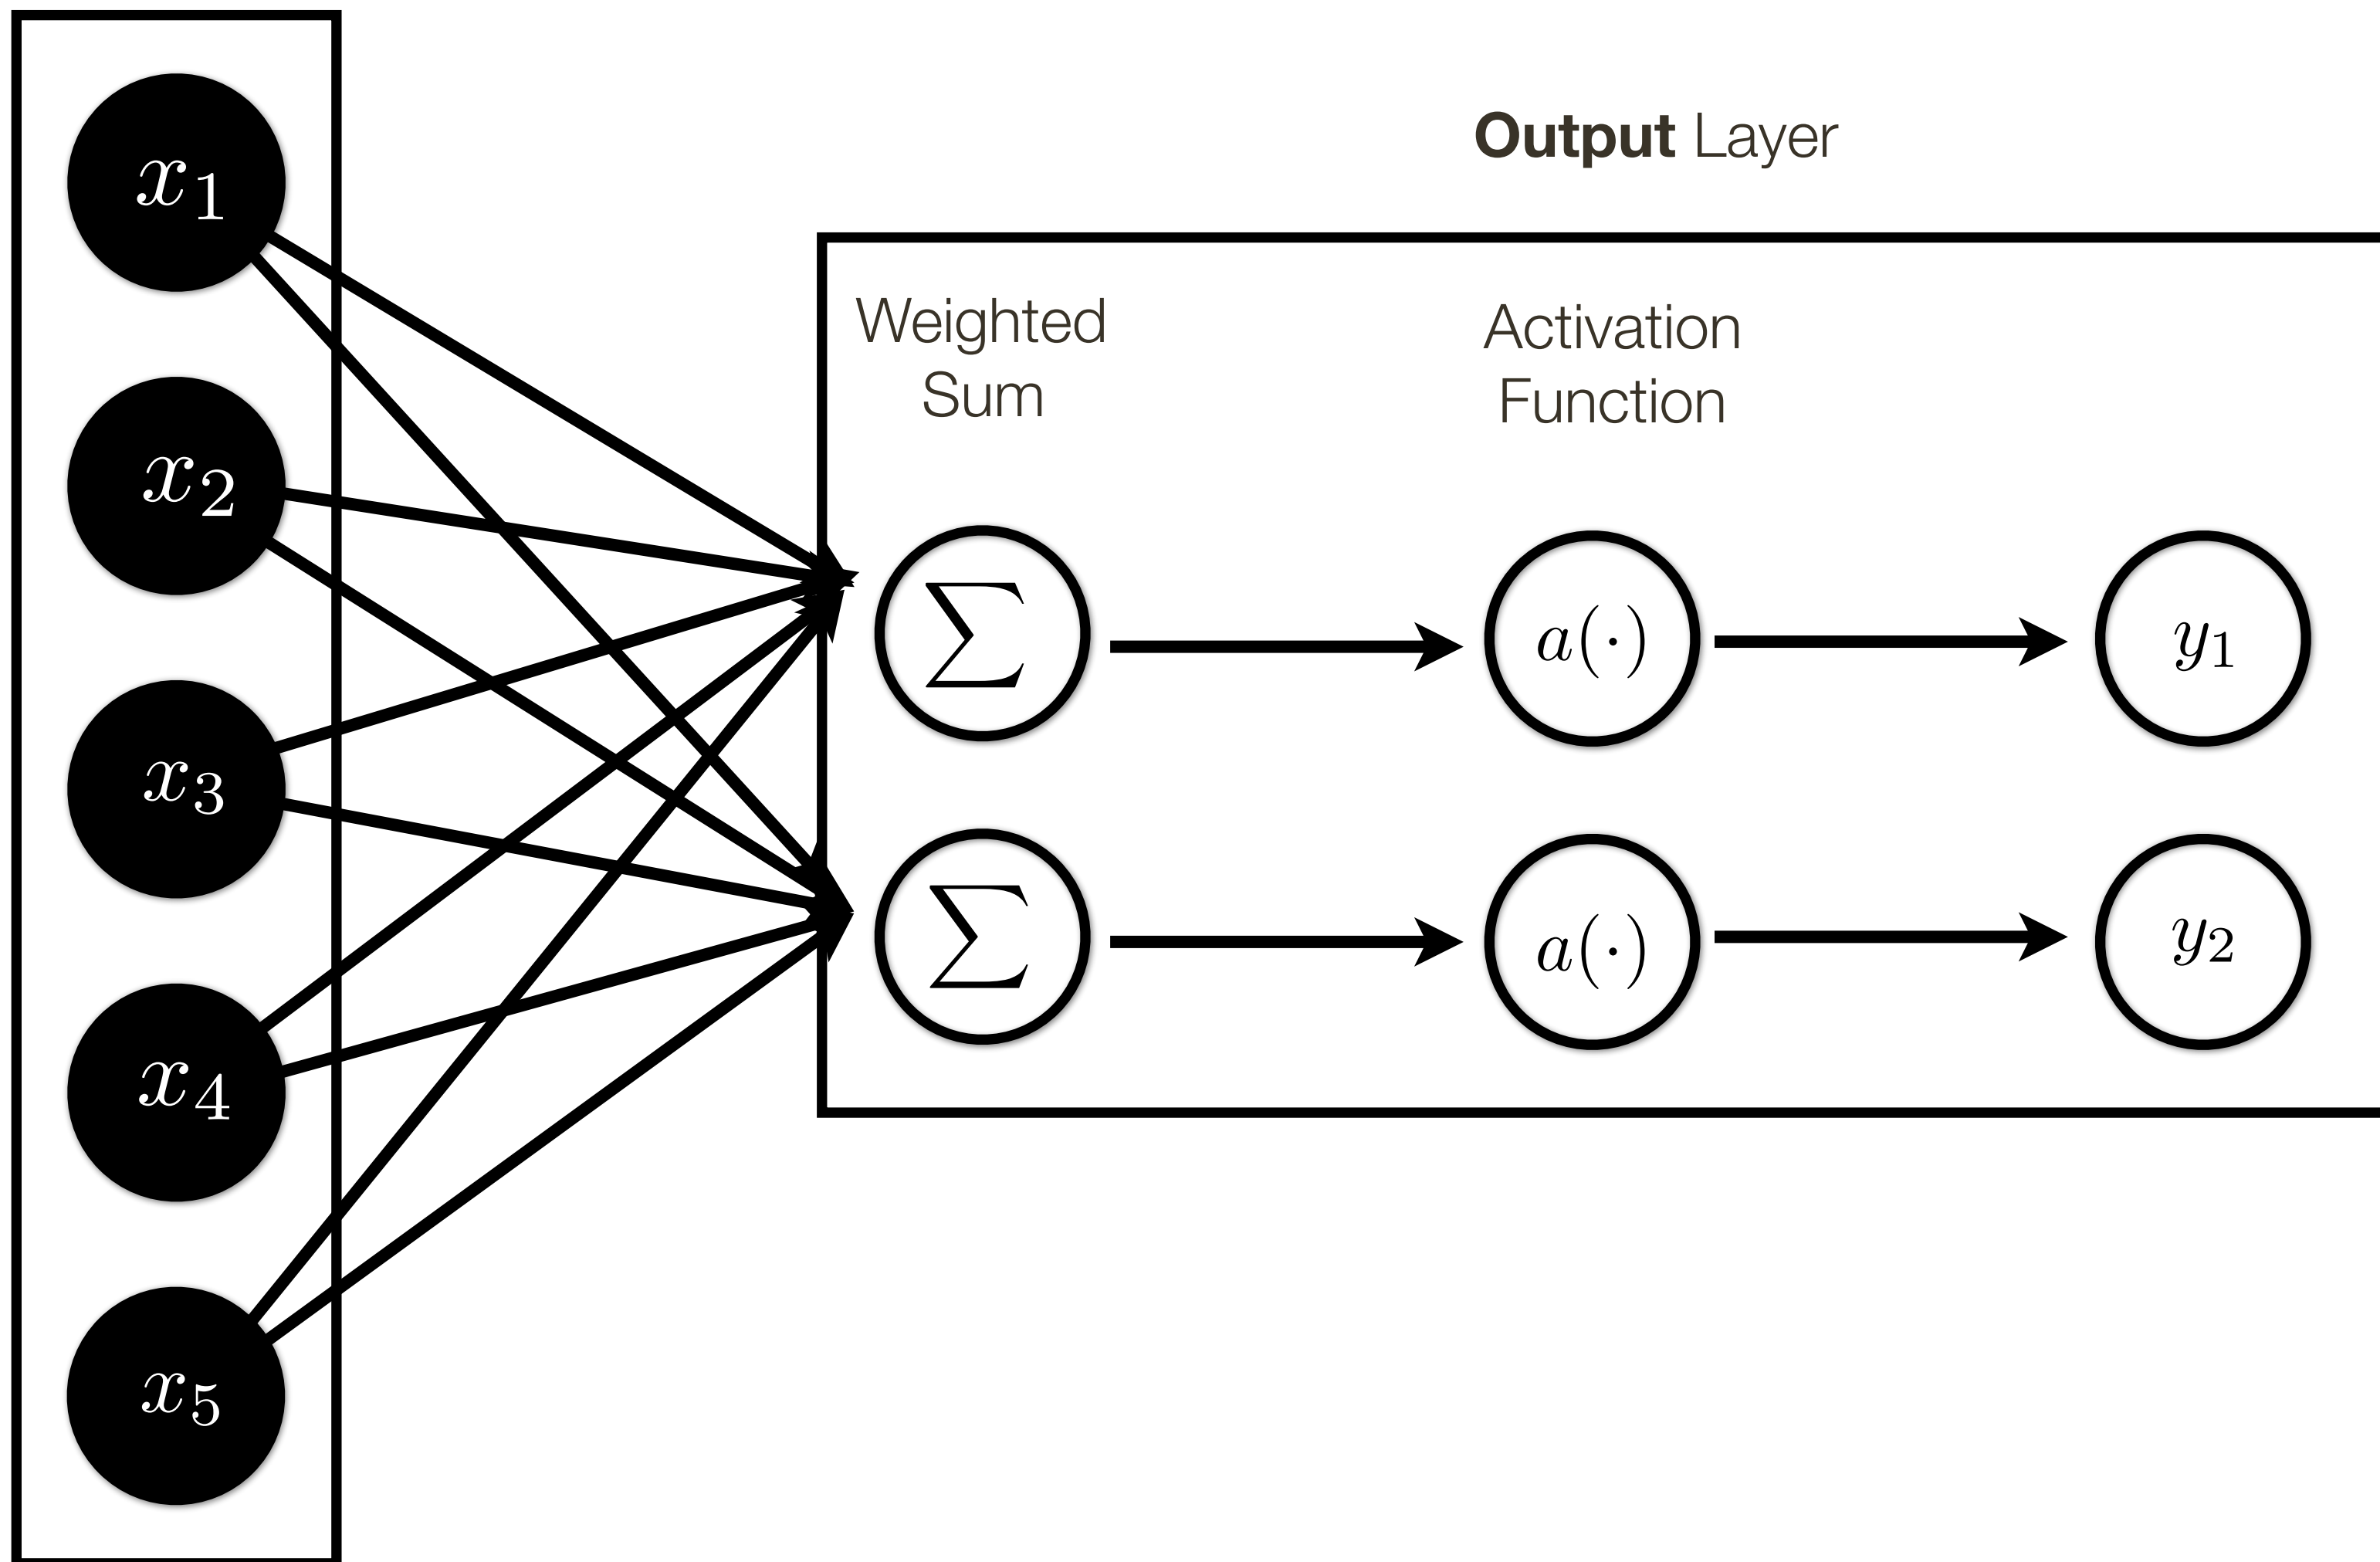 Output Layer
Weighted
Sum
Activation
Function
x₁
x₂
x₃
x₄
x₅
∑
a(·)
y₁
∑
a(·)
y₂